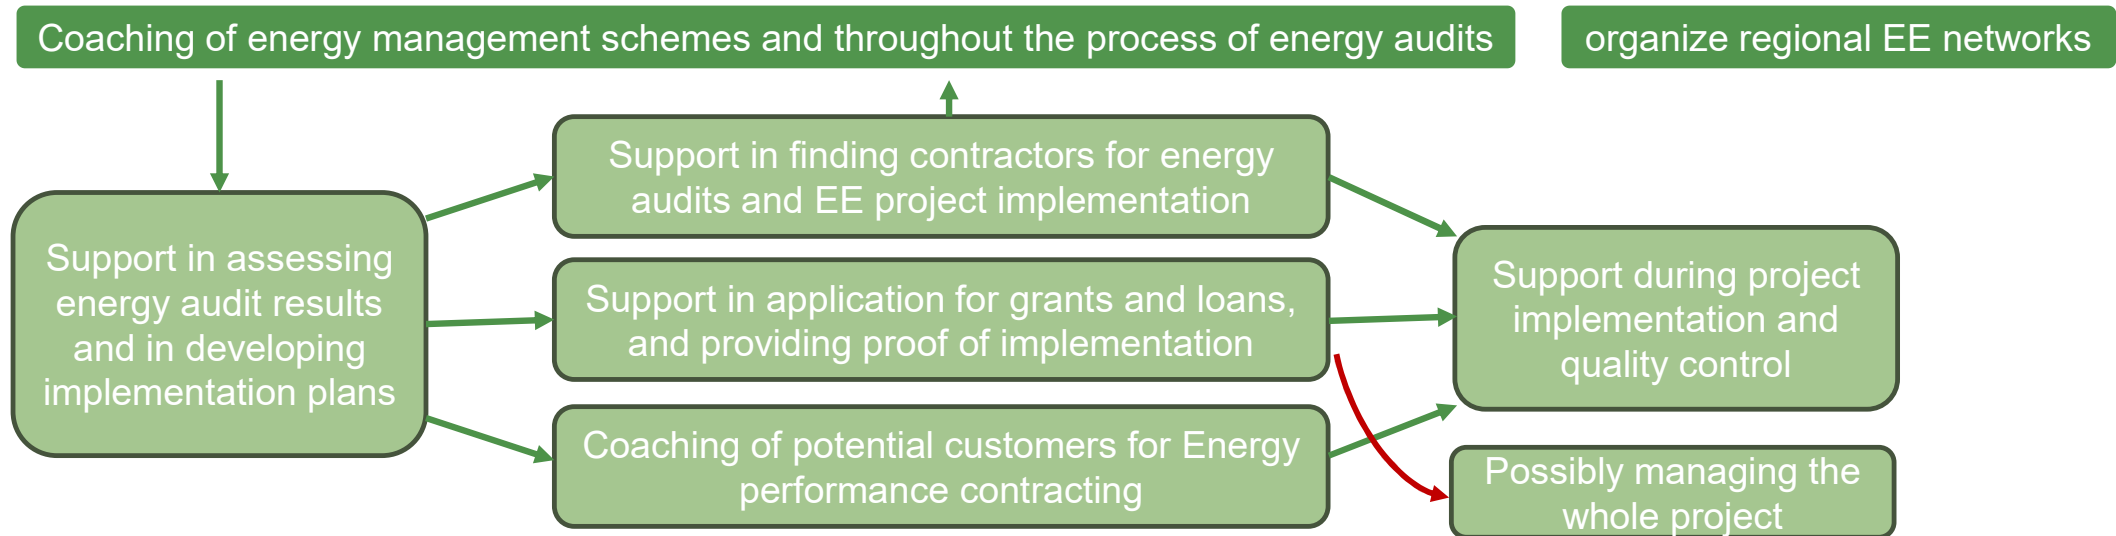 Coaching of energy management schemes and throughout the process of energy audits
organize regional EE networks
Support in assessing
energy audit results
and in developing
implementation plans
Support in finding contractors for energy
audits and EE project implementation
Support in application for grants and loans,
and providing proof of implementation
Coaching of potential customers for Energy
performance contracting
Support during project
implementation and
quality control
Possibly managing the
whole project